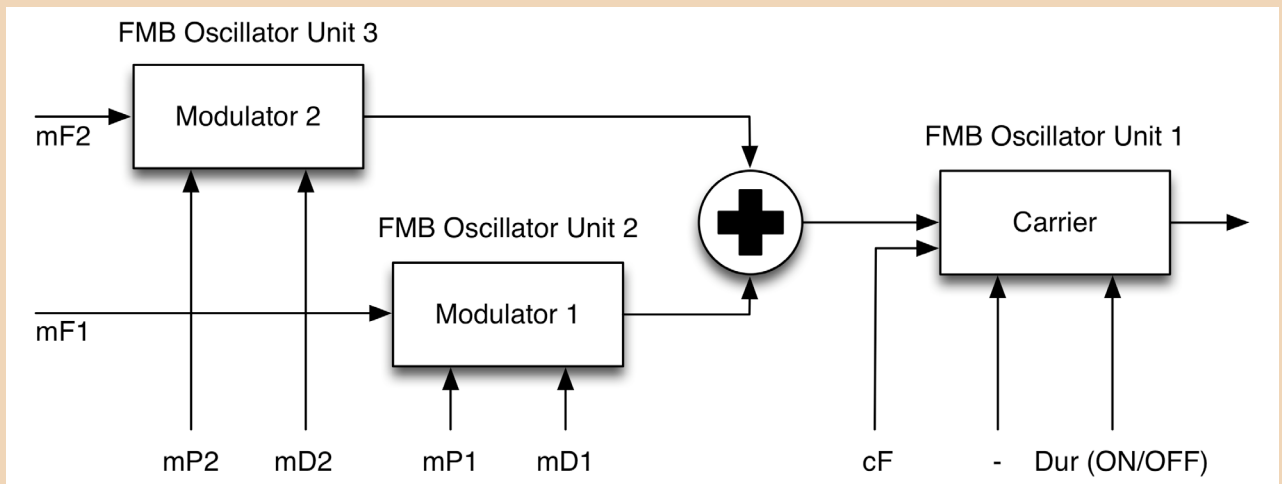 FMB Oscillator Unit 3
Modulator 2
mF2
FMB Oscillator Unit 1
Carrier
FMB Oscillator Unit 2
Modulator 1
mF1
mP2 mD2 mP1 mD1 cF - Dur (ON/OFF)